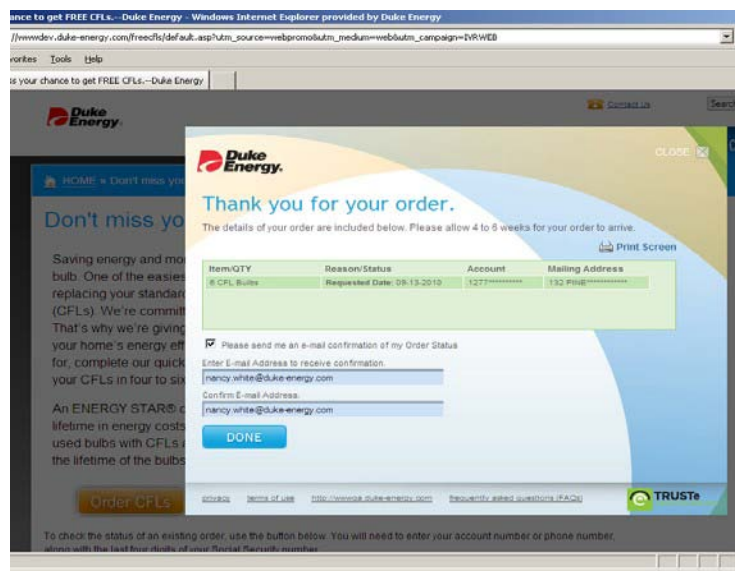 ance to get FREE CFLs.--Duke Energy - Windows Internet Explorer provided by Duke Energy
//wwwdev.duke-energy.com/freecfls/default.asp?utm_source=webpromo&utm_medium=web&utm_campaign=IVRWEB
vorites Tools Help
ss your chance to get FREE CFLs.--Duke Energy
Duke Energy.
Contact Us
Search
HOME » Don't miss you
Don't miss yo
Saving energy and mo
bulb. One of the easies
replacing your standard
(CFLs). We're committ
That's why we're giving
your home's energy eff
for, complete our quick
your CFLs in four to six
An ENERGY STAR® c
lifetime in energy costs
used bulbs with CFLs a
the lifetime of the bulbs
Order CFLs
To check the status of an existing order, use the button below. You will need to enter your account number or phone number,
along with the last four digits of your Social Security number.
Duke Energy.
CLOSE
Thank you for your order.
The details of your order are included below. Please allow 4 to 6 weeks for your order to arrive.
Print Screen
Item/QTY Reason/Status Account Mailing Address
6 CFL Bulbs Requested Date: 09-13-2010 1277********** 132 PINE************
Please send me an e-mail confirmation of my Order Status
Enter E-mail Address to receive confirmation.
nancy.white@duke-energy.com
Confirm E-mail Address.
nancy.white@duke-energy.com
DONE
privacy terms of use http://wwwqa.duke-energy.com frequently asked questions (FAQs)
TRUSTe